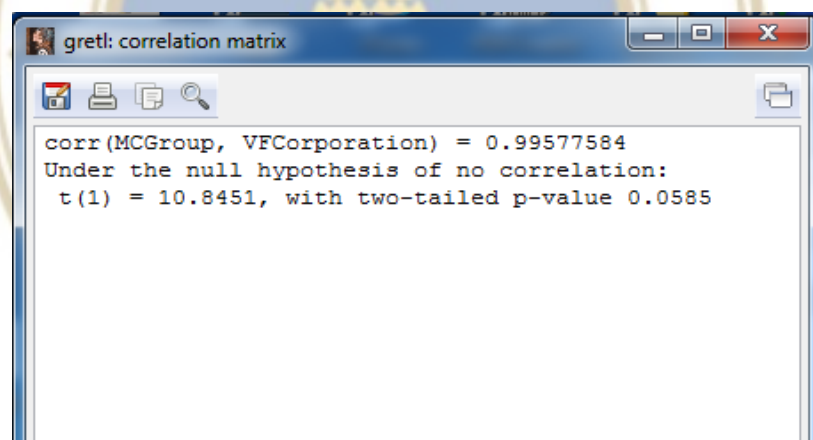 gretl: correlation matrix
corr(MCGroup, VFCorporation) = 0.99577584
Under the null hypothesis of no correlation:
t(1) = 10.8451, with two-tailed p-value 0.0585